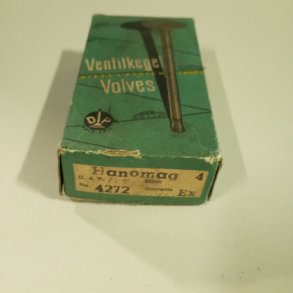 Ventilkegel
Valves
Hanomag 4
D. A. P.
No. 4272 Contents Ex